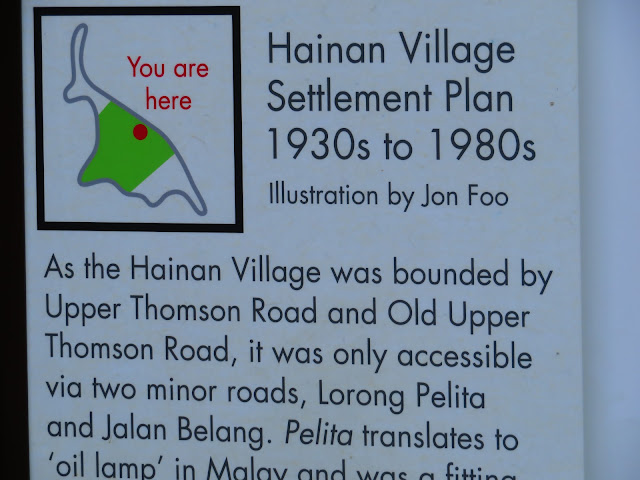 You are
here
Hainan Village
Settlement Plan
1930s to 1980s
Illustration by Jon Foo
As the Hainan Village was bounded by
Upper Thomson Road and Old Upper
Thomson Road, it was only accessible
via two minor roads, Lorong Pelita
and Jalan Belang. Pelita translates to
‘oil lamp’ in Malay and was a fitting